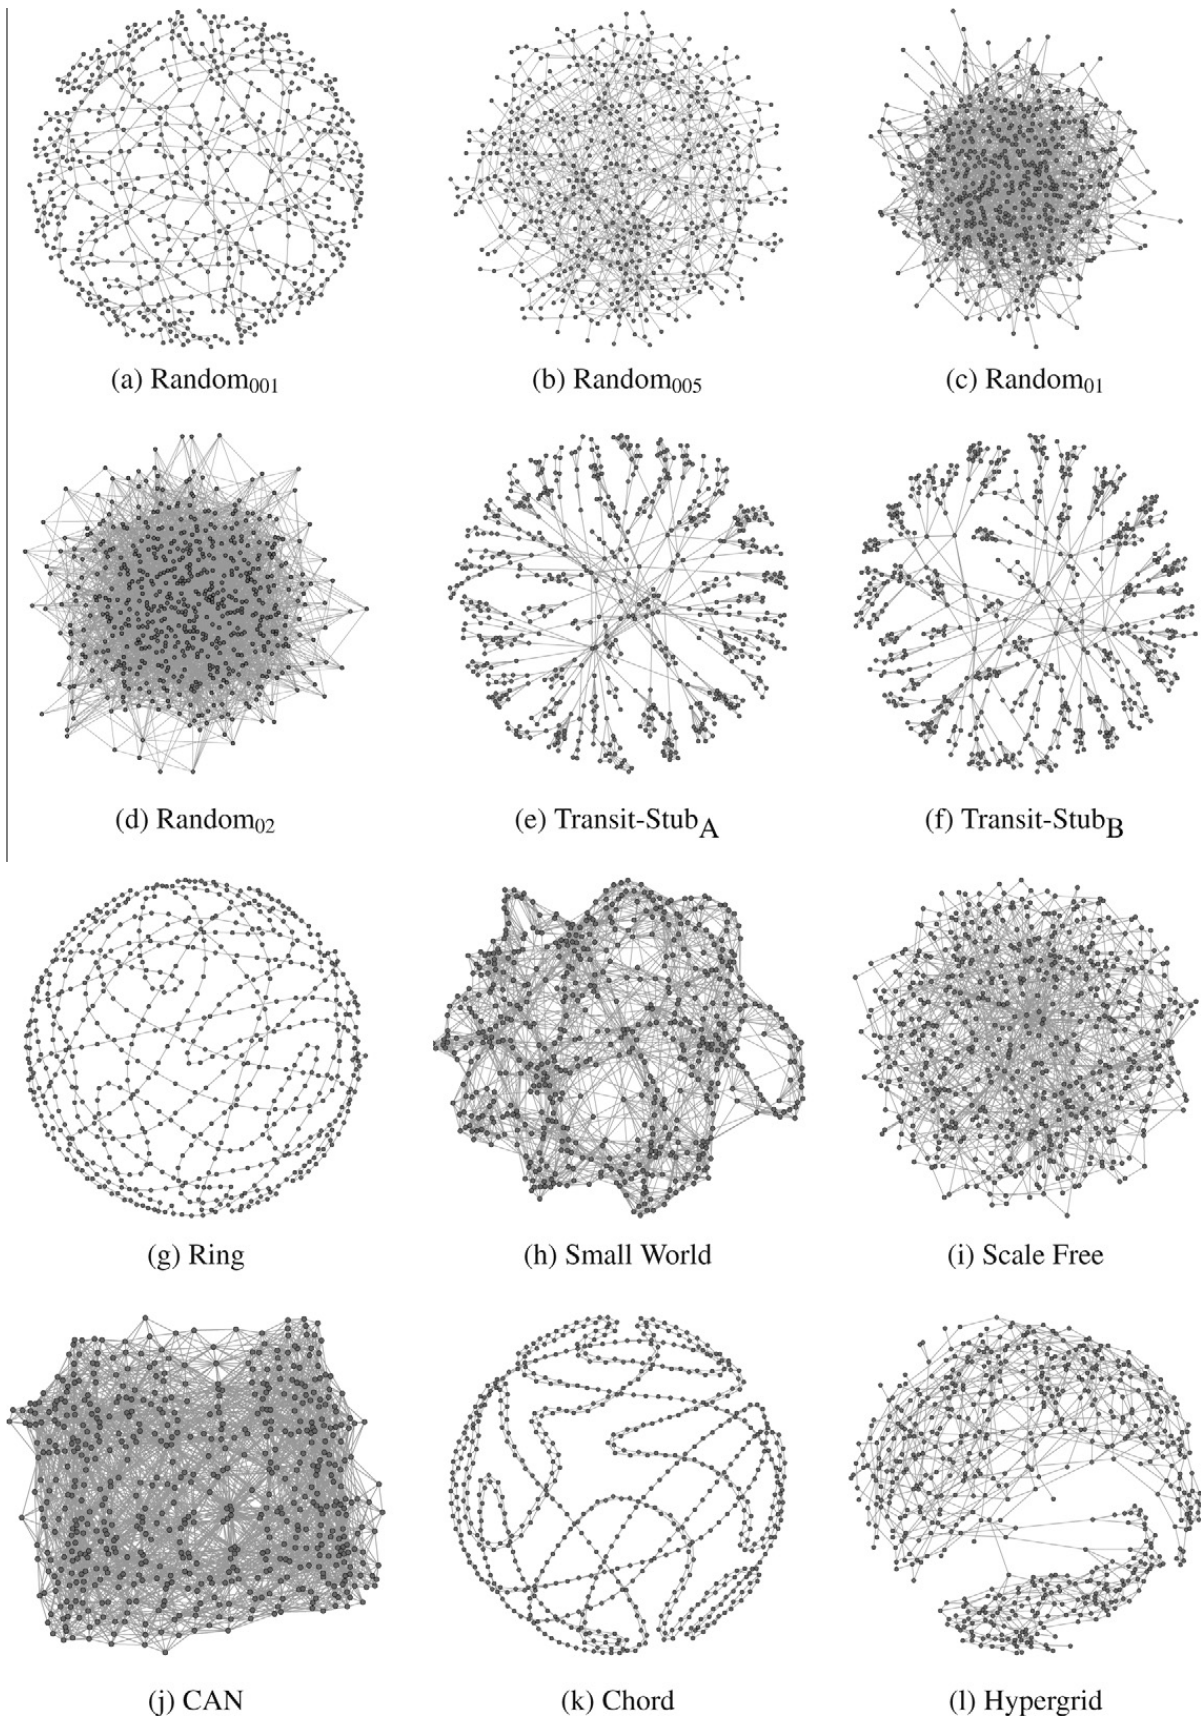 (a) Random001
(b) Random005
(c) Random01
(d) Random02
(e) Transit-StubA
(f) Transit-StubB
(g) Ring
(h) Small World
(i) Scale Free
(j) CAN
(k) Chord
(l) Hypergrid